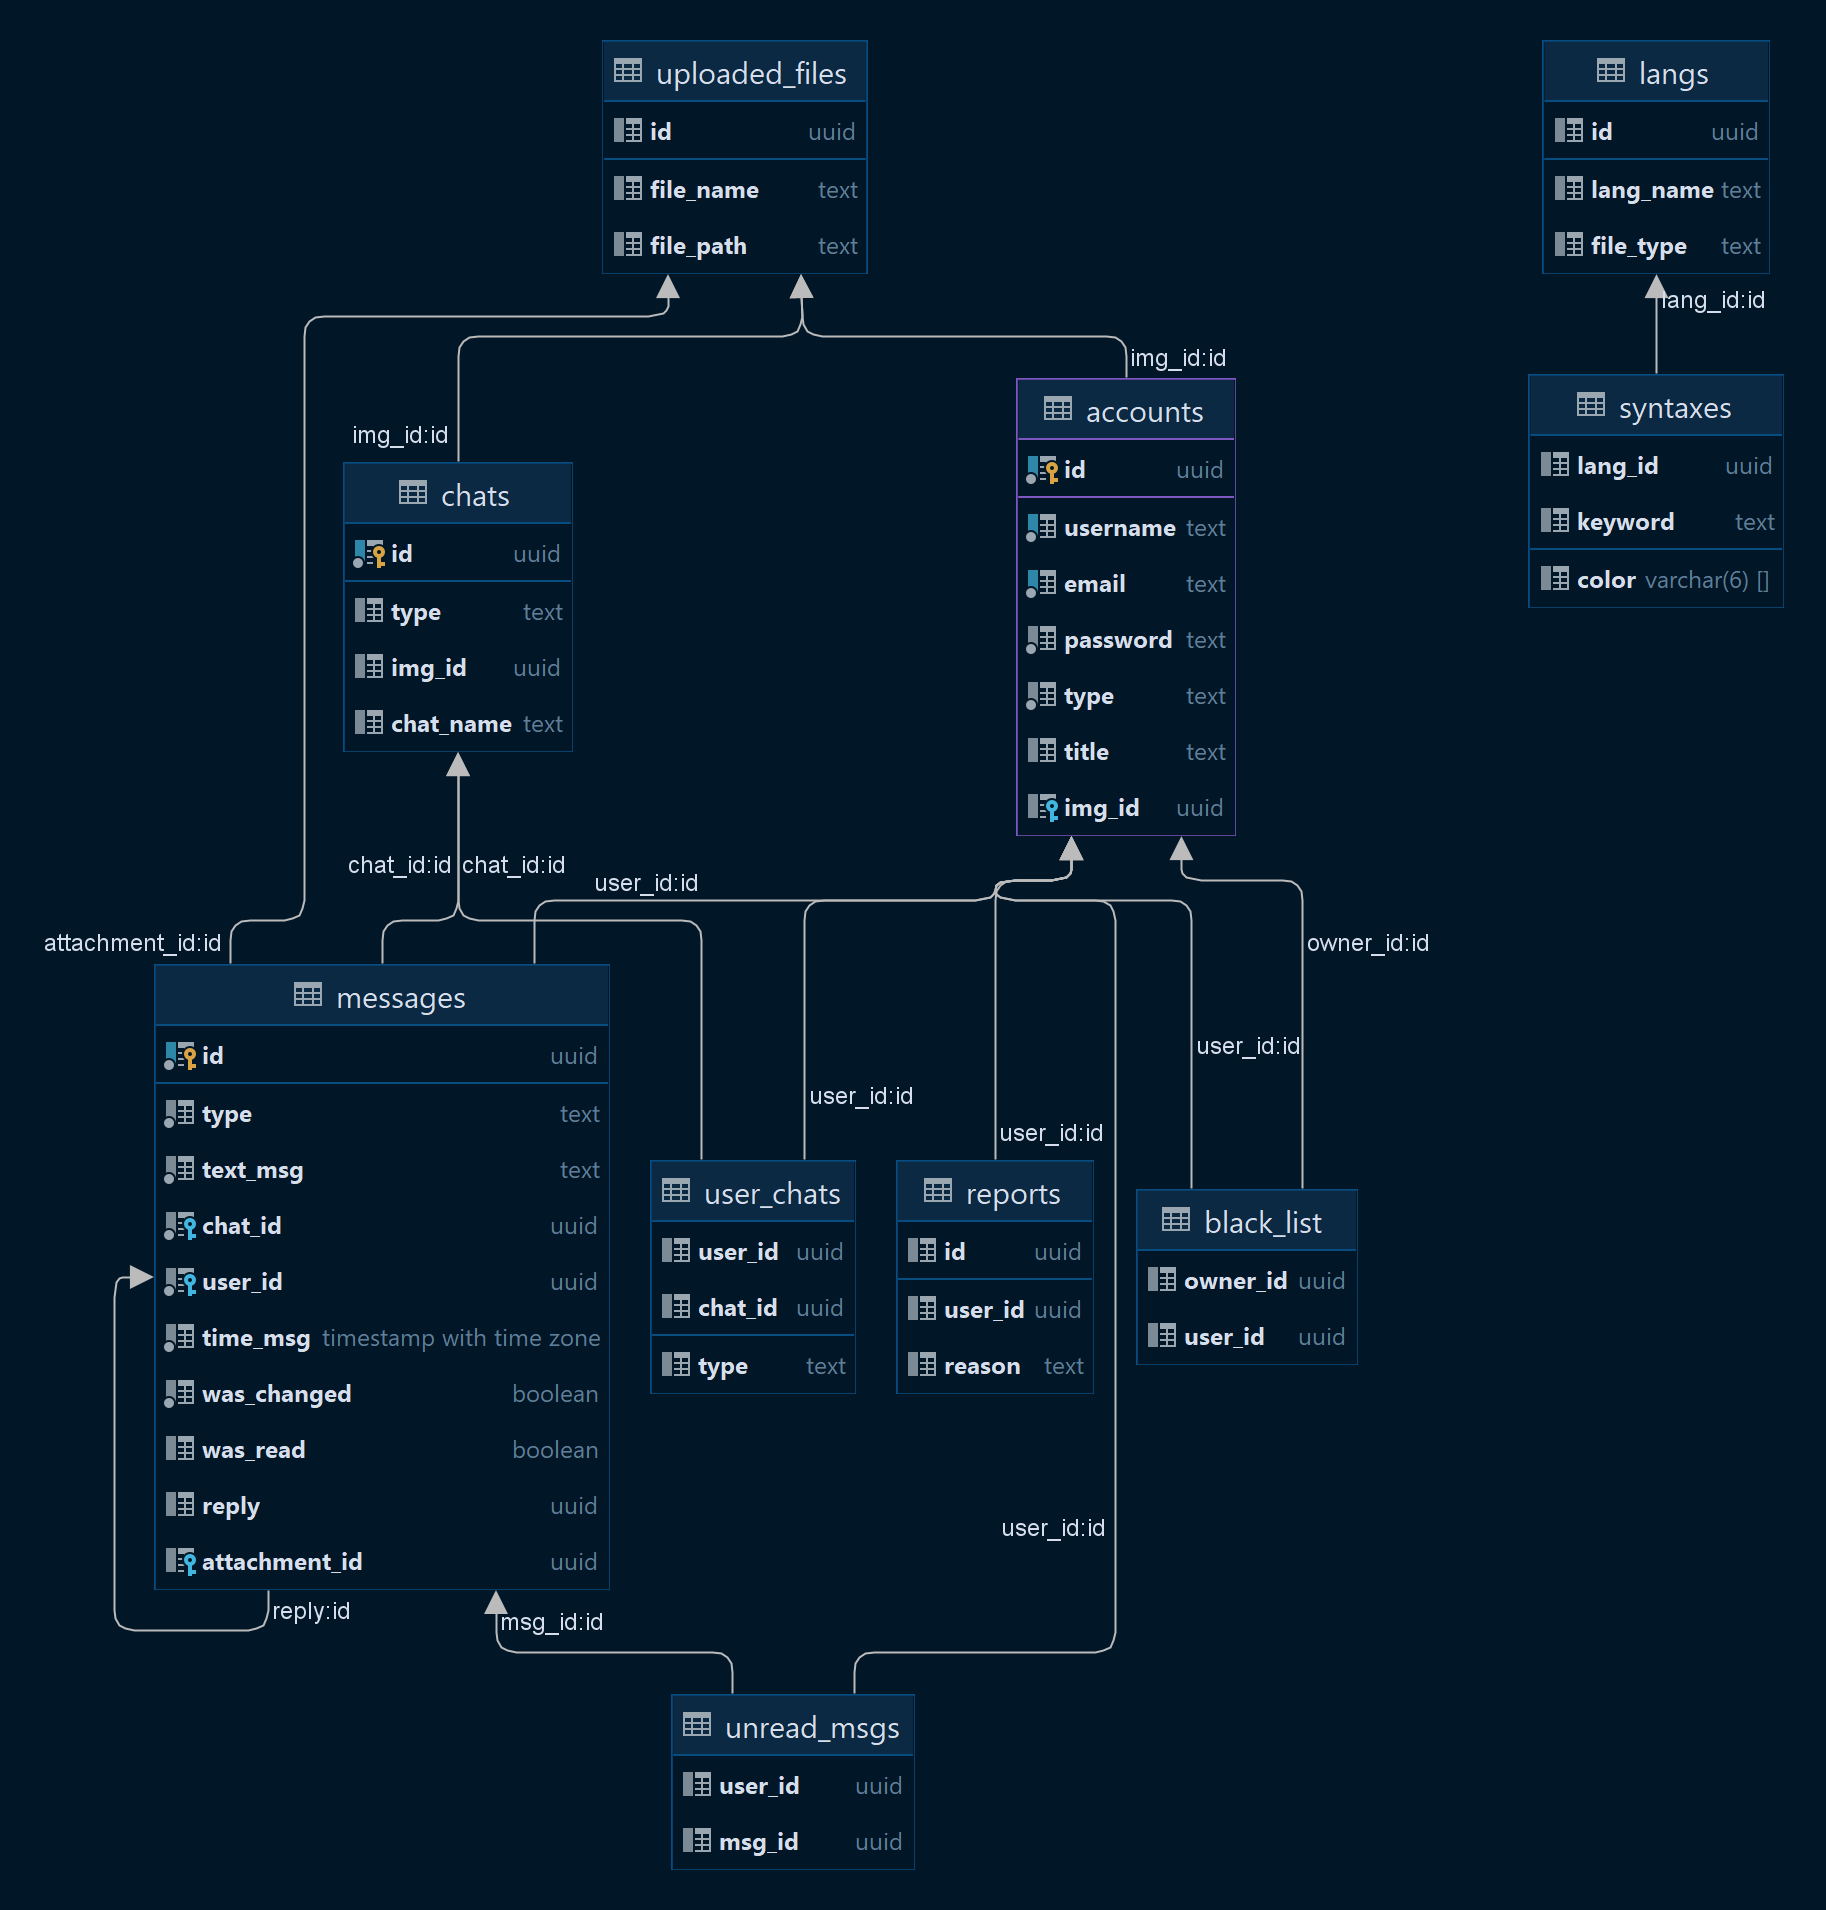 uploaded_files
id uuid
file_name text
file_path text
langs
id uuid
lang_name text
file_type text
lang_id:id
img_id:id
syntaxes
lang_id uuid
keyword text
color varchar(6) []
accounts
id uuid
username text
email text
password text
type text
title text
img_id uuid
img_id:id
chats
id uuid
type text
img_id uuid
chat_name text
chat_id:id
chat_id:id
user_id:id
attachment_id:id
owner_id:id
user_id:id
user_id:id
user_id:id
messages
id uuid
type text
text_msg text
chat_id uuid
user_id uuid
time_msg timestamp with time zone
was_changed boolean
was_read boolean
reply uuid
attachment_id uuid
user_chats
user_id uuid
chat_id uuid
type text
reports
id uuid
user_id uuid
reason text
black_list
owner_id uuid
user_id uuid
user_id:id
reply:id
msg_id:id
unread_msgs
user_id uuid
msg_id uuid